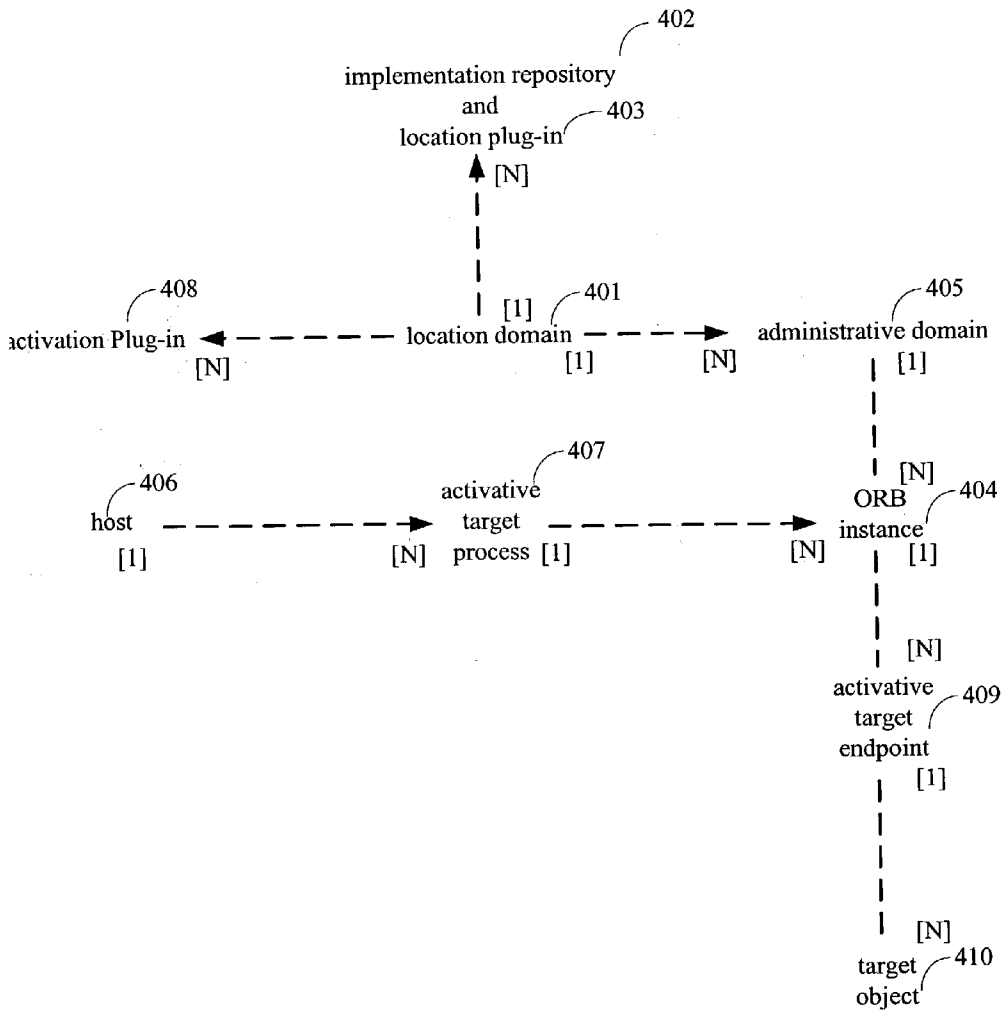 402
implementation repository
and
403
location plug-in
[N]
408
[1]
401
405
activation Plug-in
location domain
administrative domain
[N]
[1]
[N]
[1]
407
406
activative
[N]
host
target
ORB
404
process
instance
[1]
[N]
[1]
[N]
[1]
[N]
activative
409
target
endpoint
[1]
[N]
target
410
object